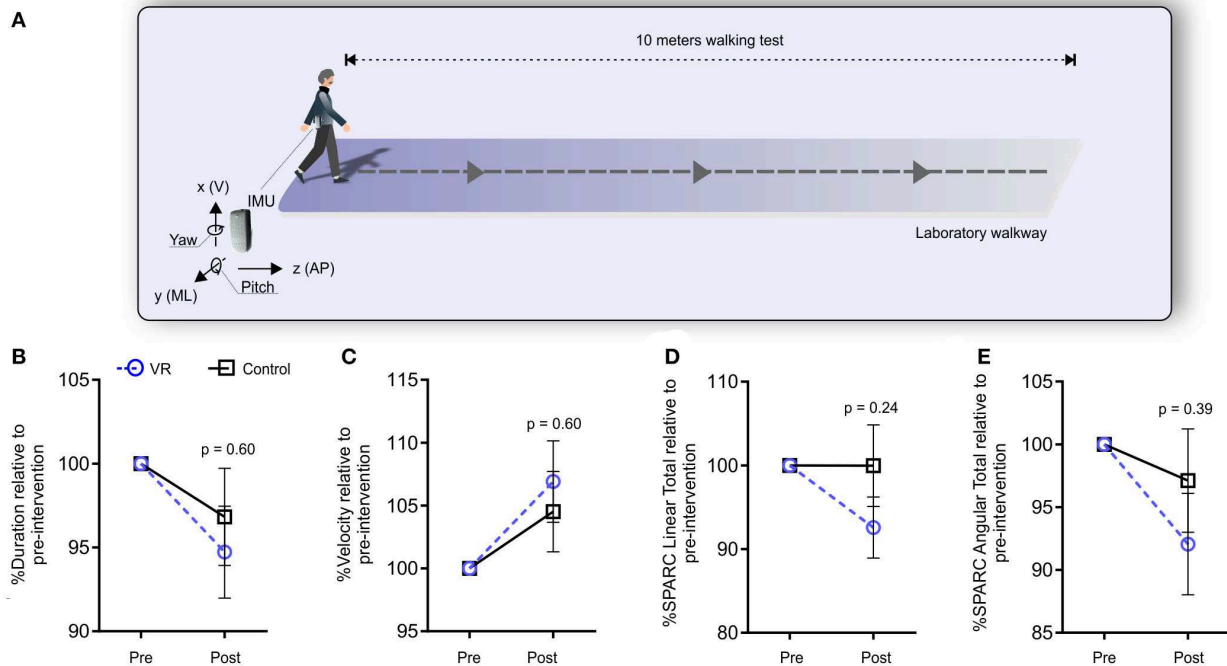 A
10 meters walking test
x (V)
IMU
Yaw
z (AP)
Pitch
y (ML)
Laboratory walkway
B
VR
Control
105
100
95
90
%Duration relative to
pre-intervention
p = 0.60
Pre
Post
C
115
110
105
100
95
%Velocity relative to
pre-intervention
p = 0.60
Pre
Post
D
110
100
90
80
%SPARC Linear Total relative to
pre-intervention
p = 0.24
Pre
Post
E
105
100
95
90
85
%SPARC Angular Total relative to
pre-intervention
p = 0.39
Pre
Post